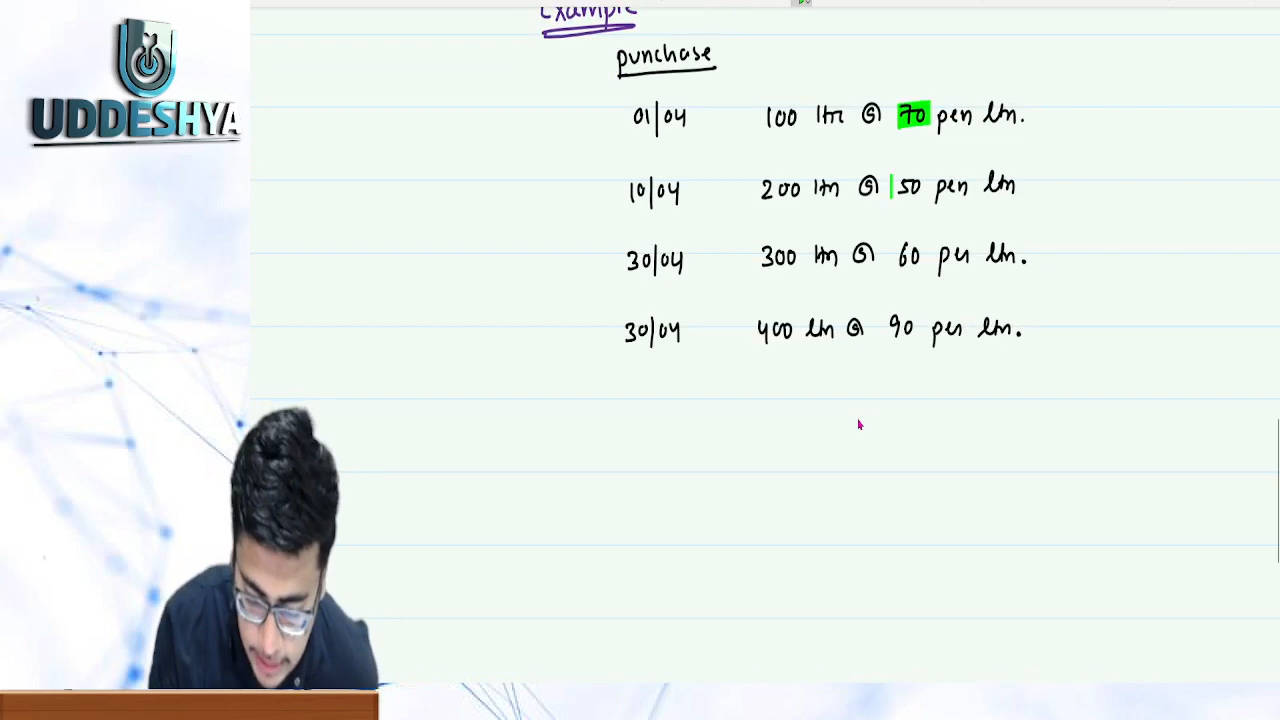 Example
UDDESHYA
purchase
01/04 100 ltr @ 70 per ltr.
10/04 200 ltr @ 50 per ltr
30/04 300 ltr @ 60 per ltr.
30/04 400 ltr @ 90 per ltr.